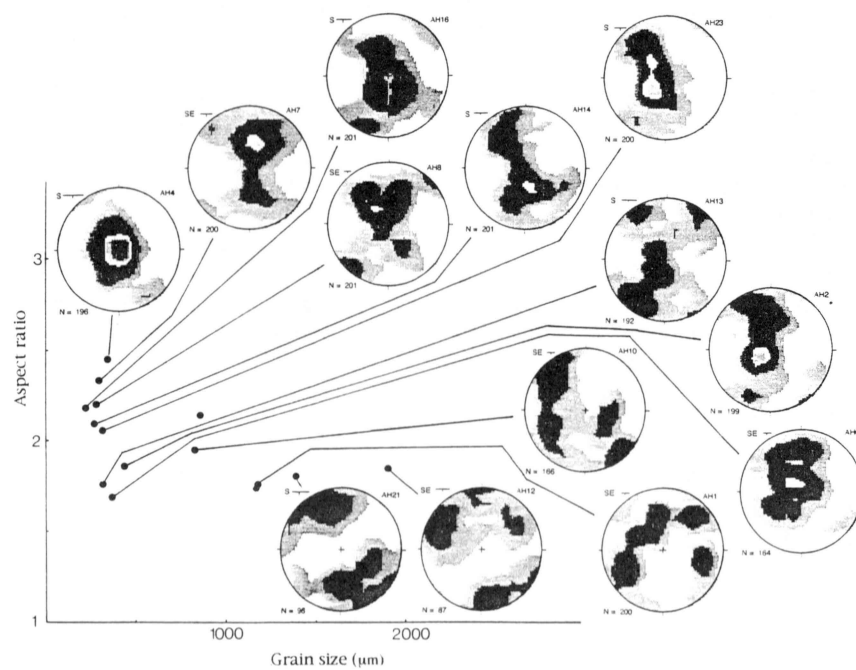 S AH16
S AH23
SE AH7
S AH14
SE AH8
AH4
N = 201
N = 200
S AH13
N = 200
N = 201
3
N = 201
N = 196
AH2
N = 192
SE AH10
Aspect ratio
N = 199
SE
2
N = 166
S AH21
SE AH12
SE AH1
N = 164
N = 96
N = 87
N = 200
1
1000
2000
Grain size (μm)